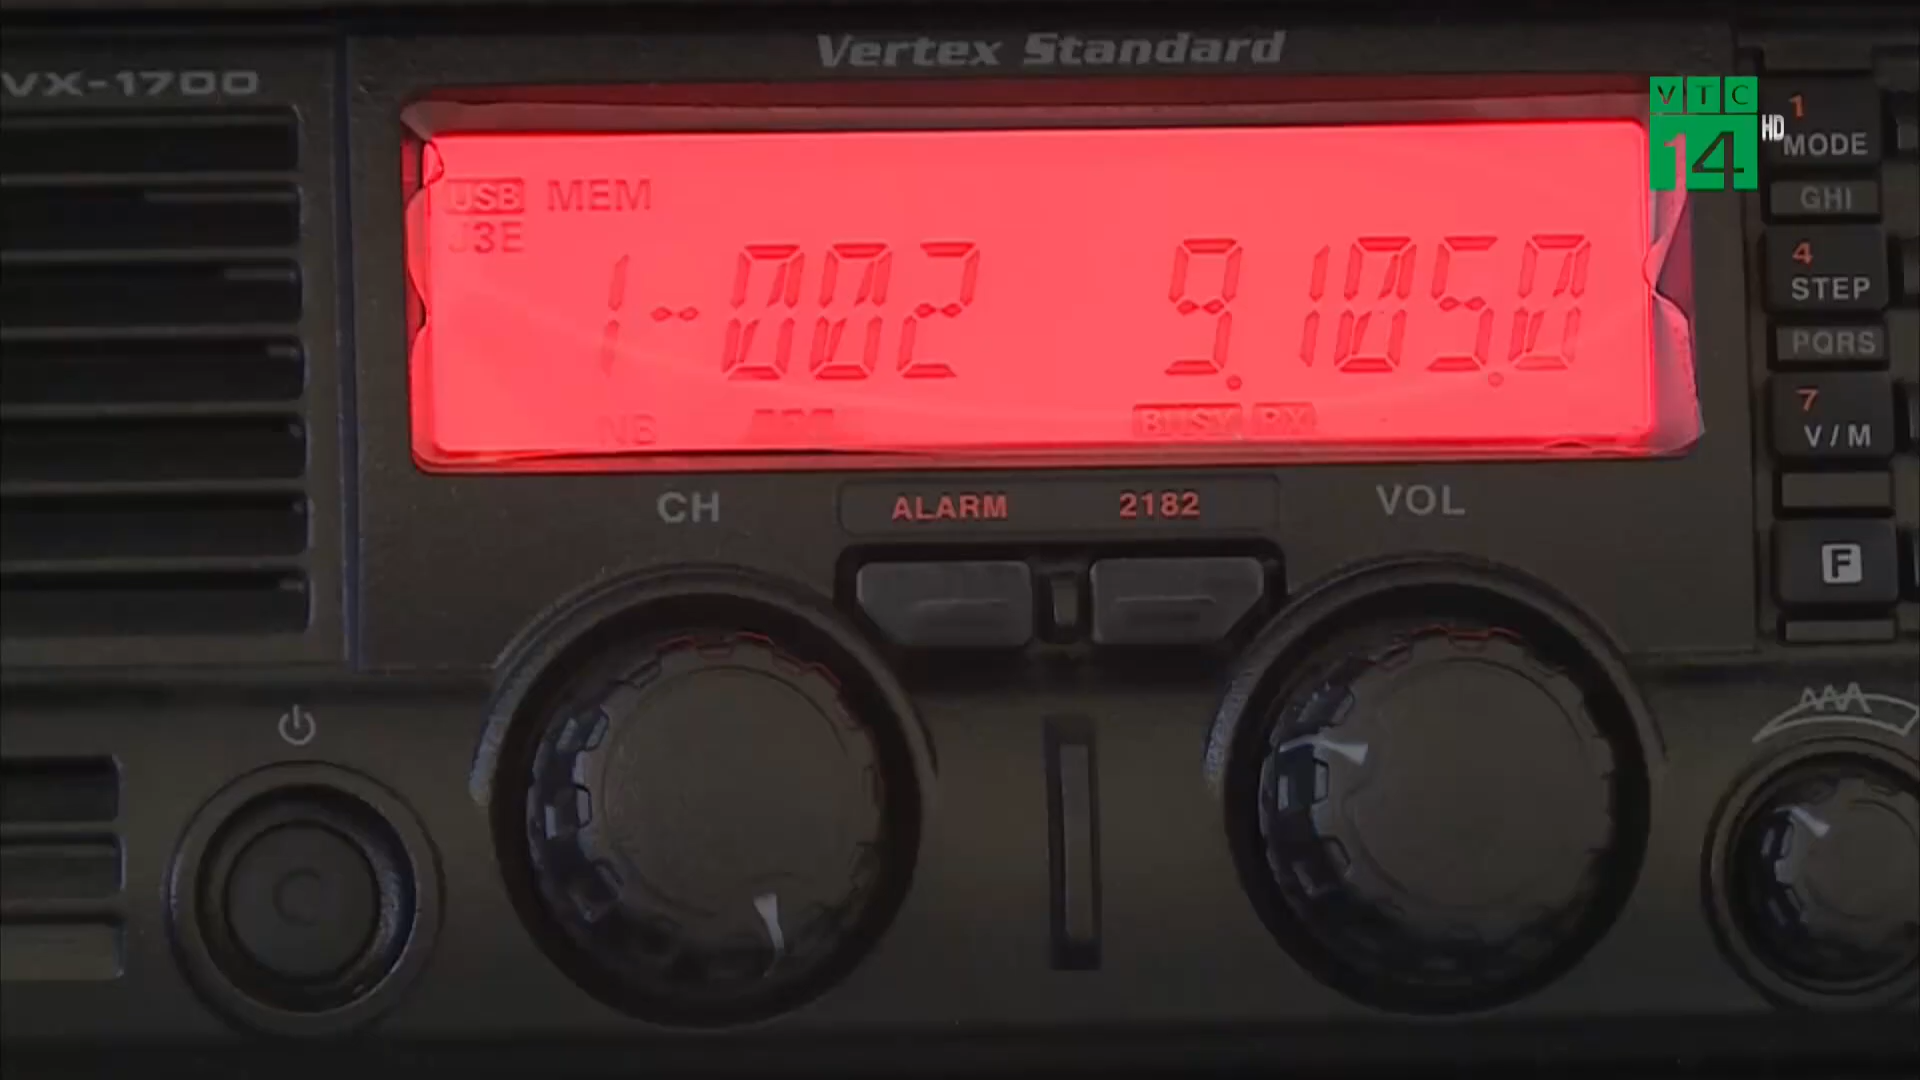 Vertex Standard
VX-1700
VTC
14
HD
1
MODE
USB MEM
J3E
GHI
1-002 9.105.0
4
STEP
PQRS
NB
BUSY RX
7
V/M
CH
ALARM 2182
VOL
F